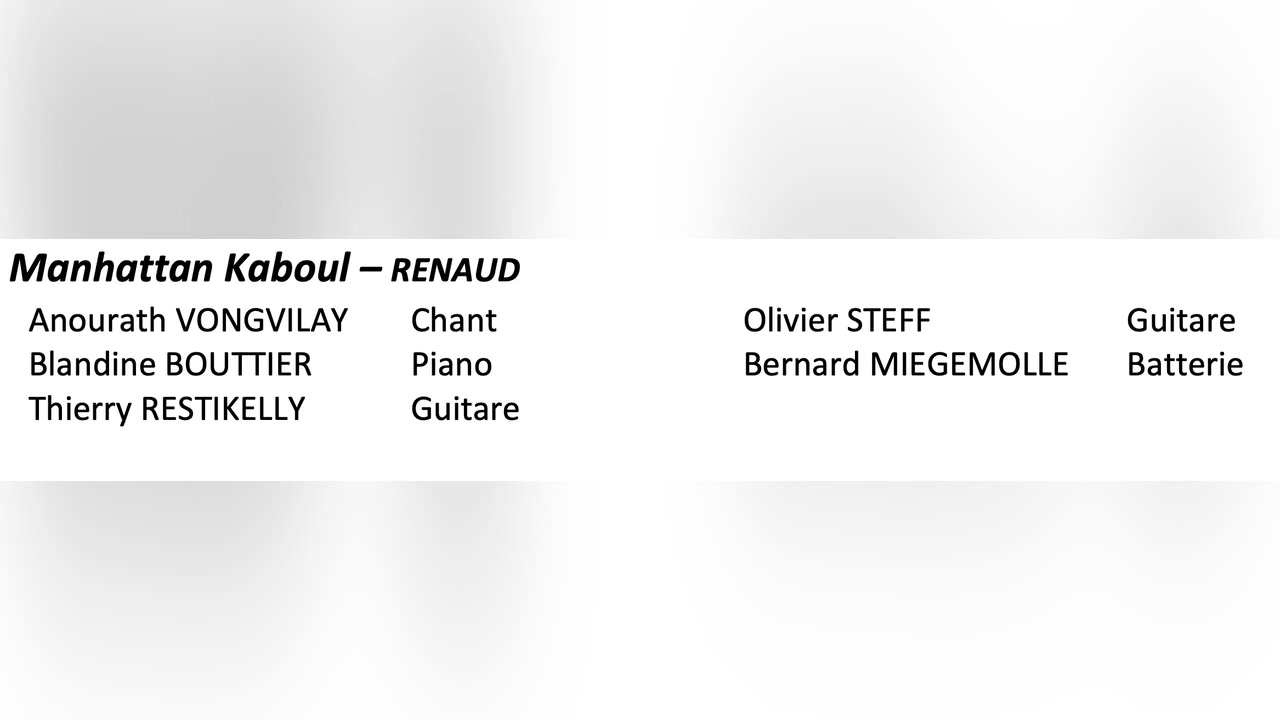 Manhattan Kaboul – RENAUD
Anourath VONGVILAY Chant Olivier STEFF Guitare
Blandine BOUTTIER Piano Bernard MIEGEMOLLE Batterie
Thierry RESTIKELLY Guitare